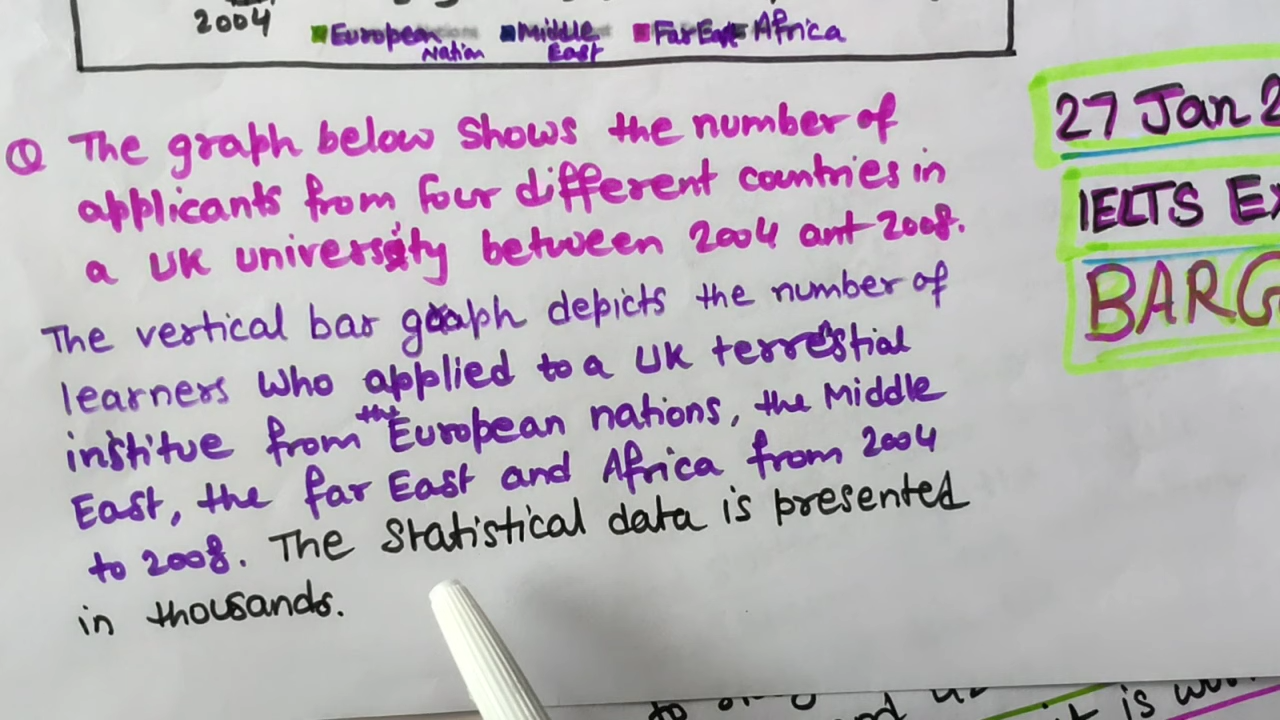 2004 European Nation Middle East Far East Africa
Q The graph below shows the number of
applicants from four different countries in
a UK university between 2004 ant 2008.
The vertical bar graph depicts the number of
learners who applied to a UK terrestial
institue from the European nations, the Middle
East, the far East and Africa from 2004
to 2008. The statistical data is presented
in thousands.
27 Jan 2
IELTS Ex
BARG
is